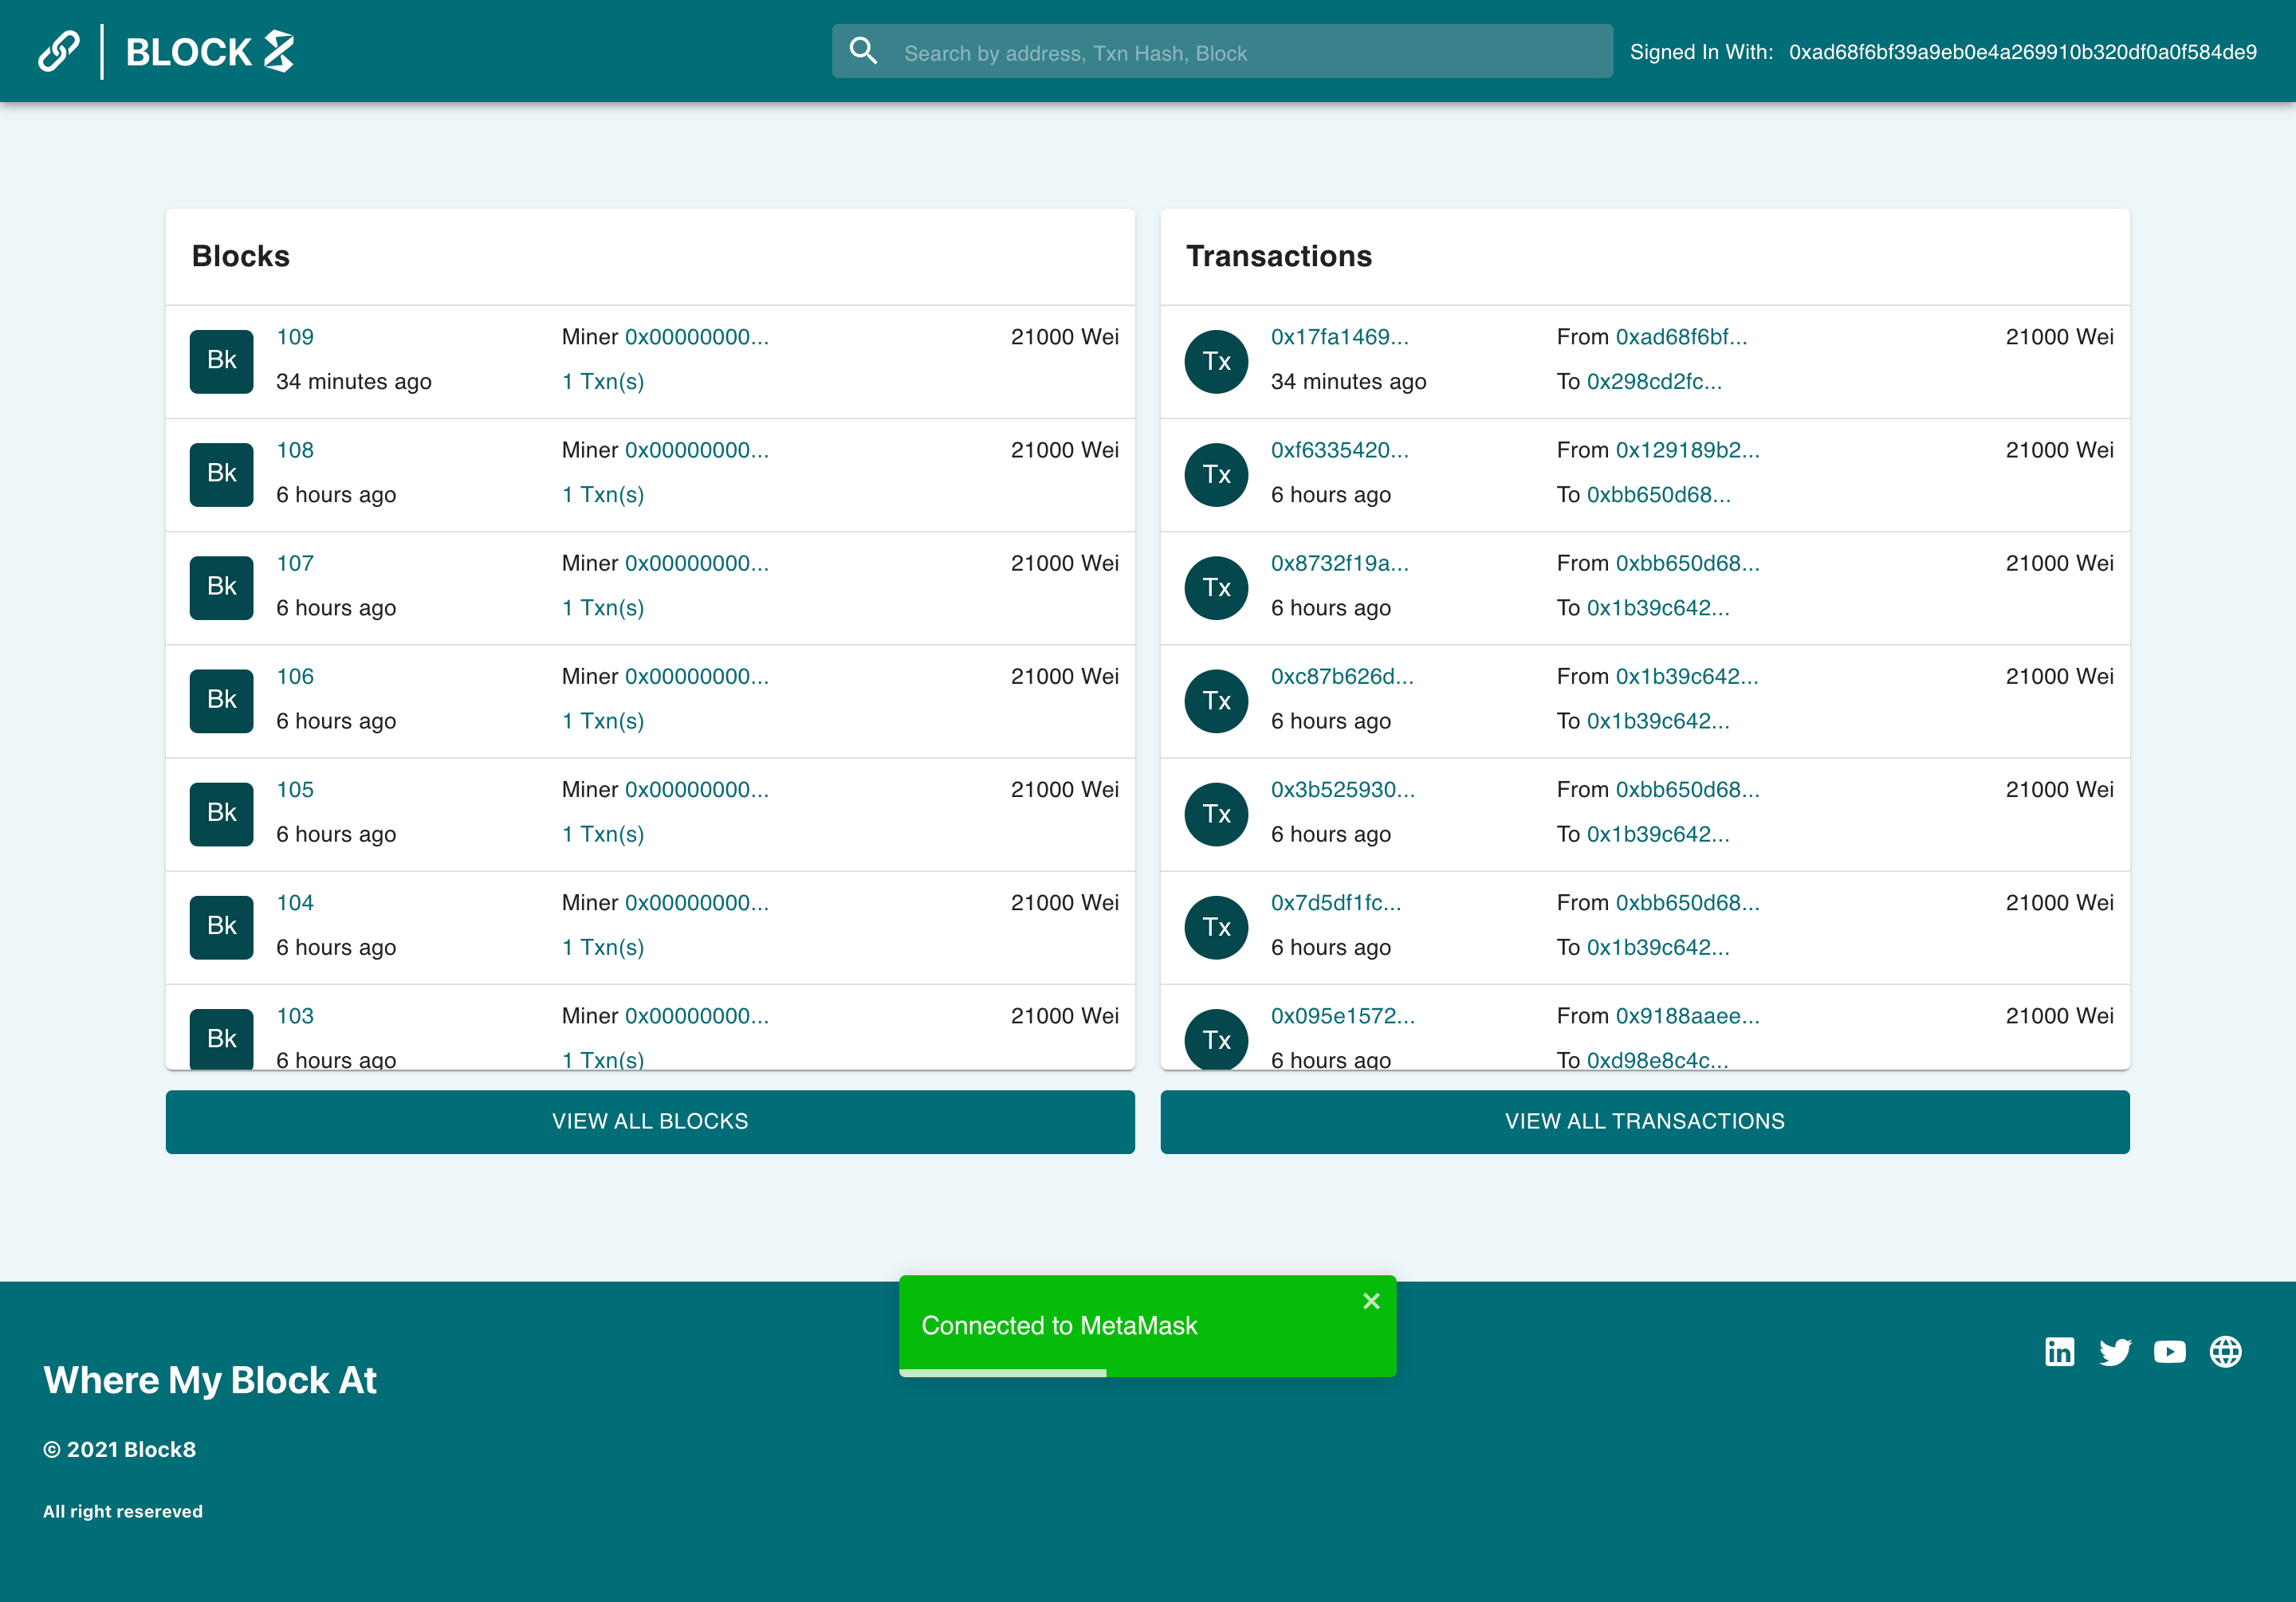 BLOCK 8
Search by address, Txn Hash, Block
Signed In With: 0xad68f6bf39a9eb0e4a269910b320df0a0f584de9
Blocks
Bk
109
34 minutes ago
Miner 0x00000000...
1 Txn(s)
21000 Wei
Bk
108
6 hours ago
Miner 0x00000000...
1 Txn(s)
21000 Wei
Bk
107
6 hours ago
Miner 0x00000000...
1 Txn(s)
21000 Wei
Bk
106
6 hours ago
Miner 0x00000000...
1 Txn(s)
21000 Wei
Bk
105
6 hours ago
Miner 0x00000000...
1 Txn(s)
21000 Wei
Bk
104
6 hours ago
Miner 0x00000000...
1 Txn(s)
21000 Wei
Bk
103
6 hours ago
Miner 0x00000000...
1 Txn(s)
21000 Wei
VIEW ALL BLOCKS
Transactions
Tx
0x17fa1469...
34 minutes ago
From 0xad68f6bf...
To 0x298cd2fc...
21000 Wei
Tx
0xf6335420...
6 hours ago
From 0x129189b2...
To 0xbb650d68...
21000 Wei
Tx
0x8732f19a...
6 hours ago
From 0xbb650d68...
To 0x1b39c642...
21000 Wei
Tx
0xc87b626d...
6 hours ago
From 0x1b39c642...
To 0x1b39c642...
21000 Wei
Tx
0x3b525930...
6 hours ago
From 0xbb650d68...
To 0x1b39c642...
21000 Wei
Tx
0x7d5df1fc...
6 hours ago
From 0xbb650d68...
To 0x1b39c642...
21000 Wei
Tx
0x095e1572...
6 hours ago
From 0x9188aaee...
To 0xd98e8c4c...
21000 Wei
VIEW ALL TRANSACTIONS
Connected to MetaMask
Where My Block At
© 2021 Block8
All right resereved
in